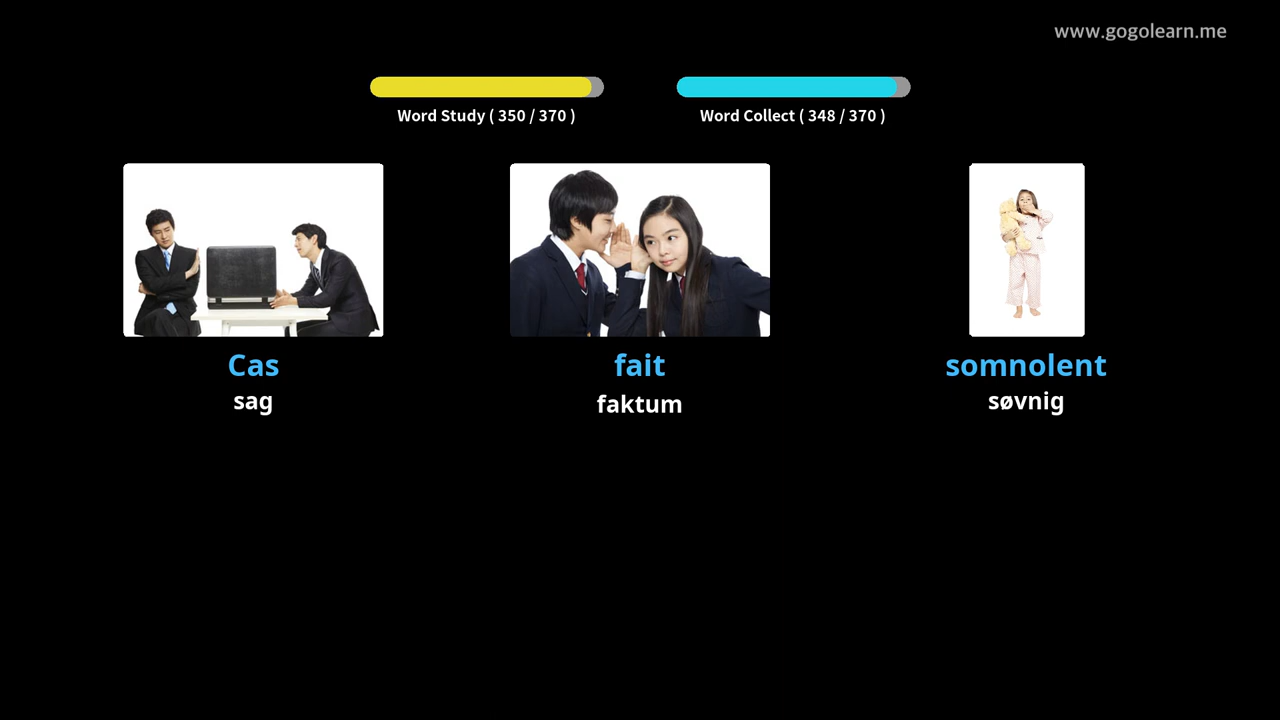 www.gogolearn.me
Word Study ( 350 / 370 )
Word Collect ( 348 / 370 )
Cas
sag
fait
faktum
somnolent
søvnig